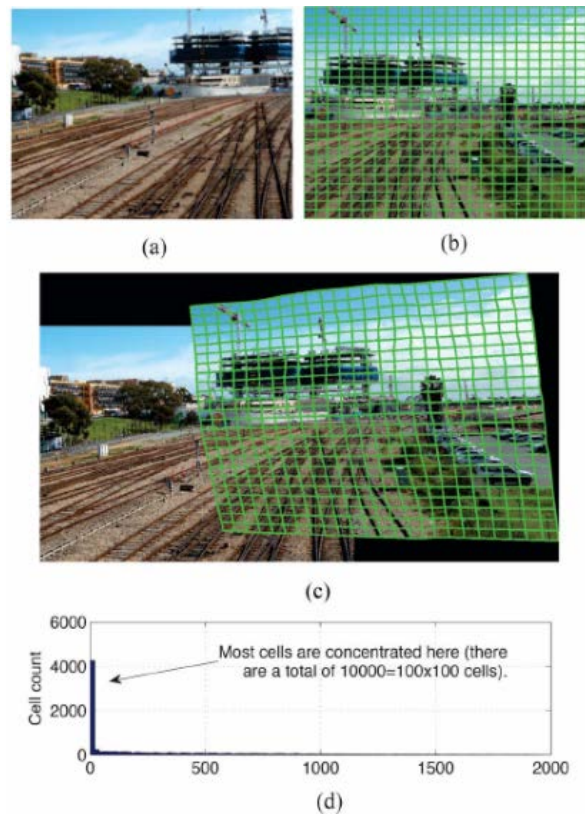 (a)
(b)
(c)
6000
4000
2000
0
Cell count
Most cells are concentrated here (there
are a total of 10000=100x100 cells).
0
500
1000
1500
2000
(d)